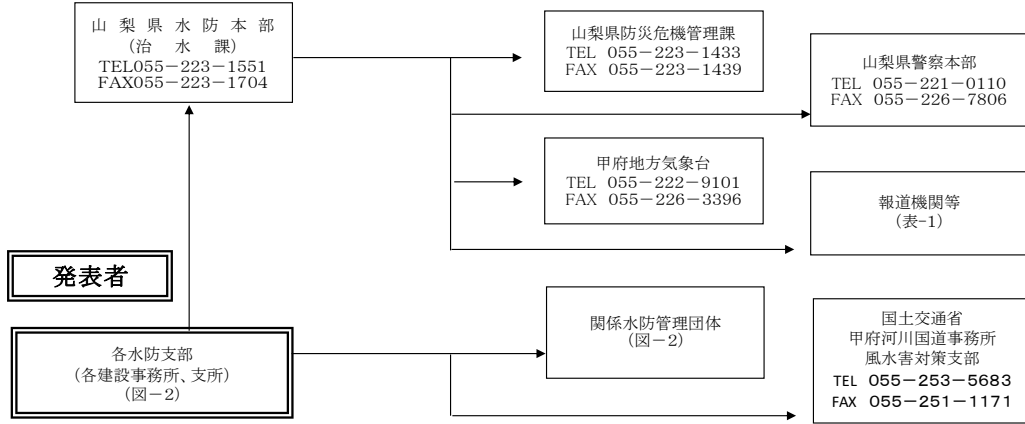 山梨県水防本部
(治水課)
TEL055-223-1551
FAX055-223-1704
山梨県防災危機管理課
TEL 055-223-1433
FAX 055-223-1439
山梨県警察本部
TEL 055-221-0110
FAX 055-226-7806
甲府地方気象台
TEL 055-222-9101
FAX 055-226-3396
報道機関等
(表-1)
発表者
各水防支部
(各建設事務所、支所)
(図-2)
関係水防管理団体
(図-2)
国土交通省
甲府河川国道事務所
風水害対策支部
TEL 055-253-5683
FAX 055-251-1171